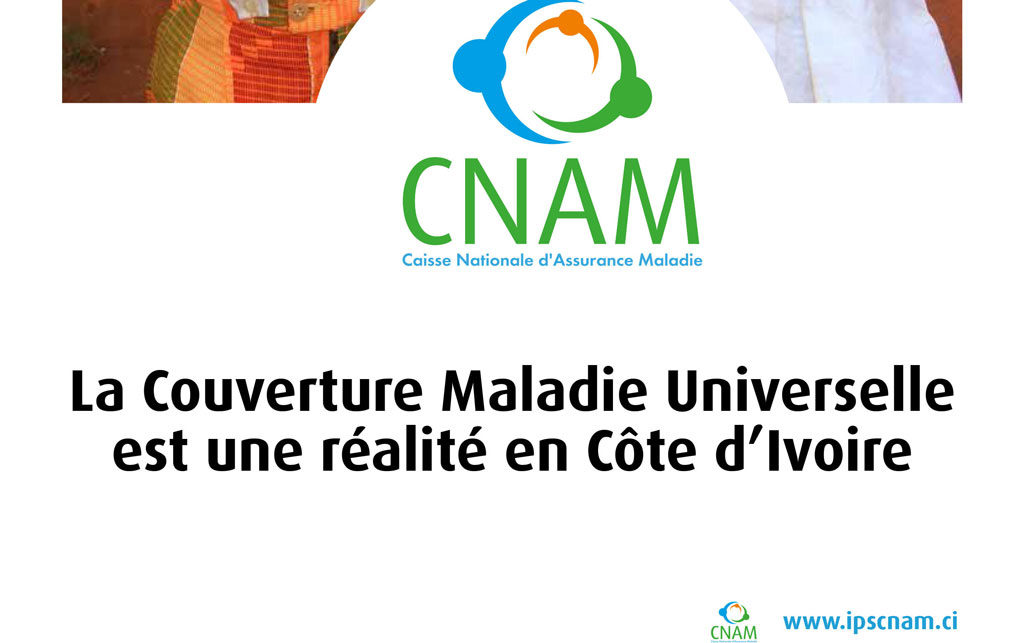 CNAM
Caisse Nationale d'Assurance Maladie
La Couverture Maladie Universelle
est une réalité en Côte d’Ivoire
CNAM
www.ipscnam.ci